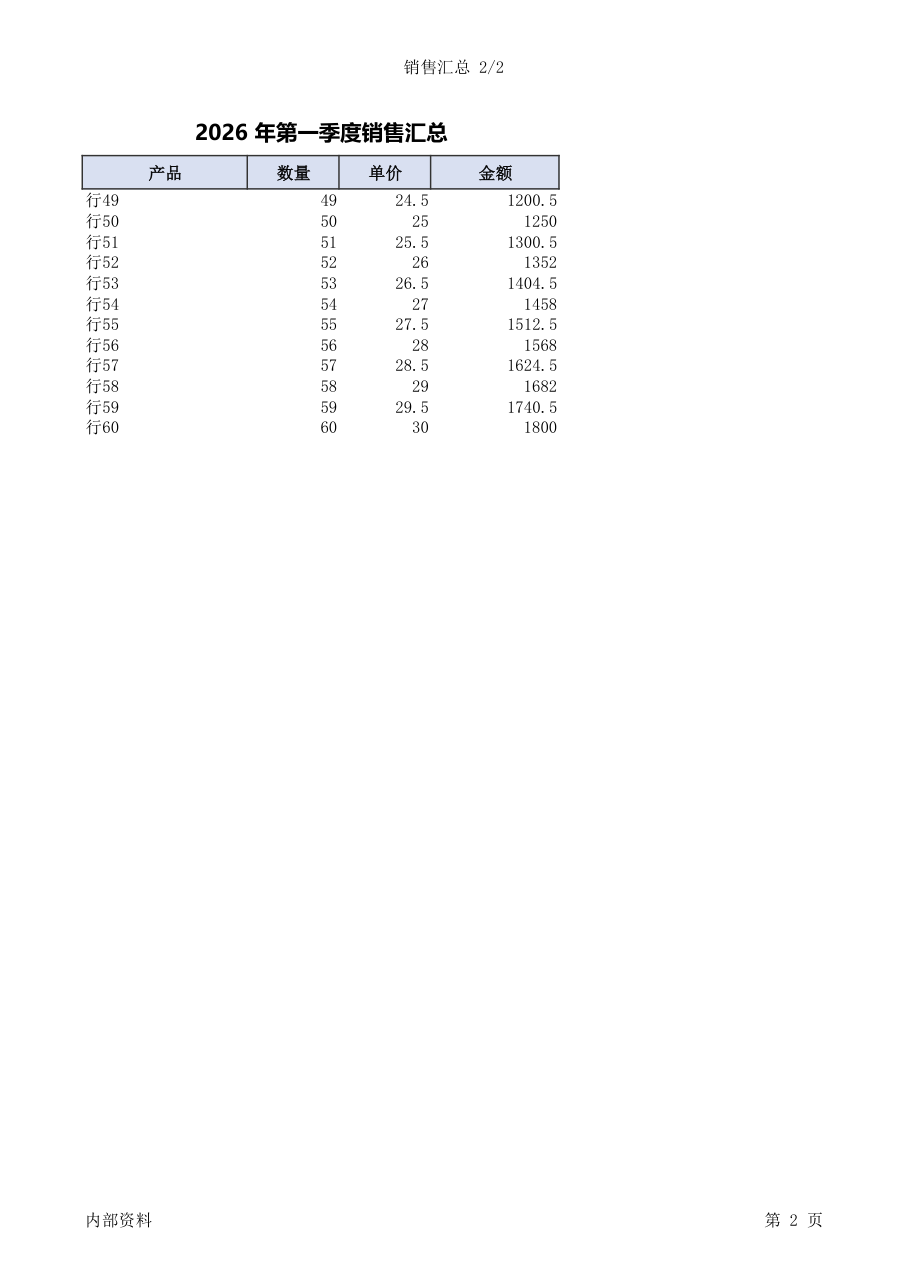 销售汇总 2/2
2026 年第一季度销售汇总
产品 数量 单价 金额
行49 49 24.5 1200.5
行50 50 25 1250
行51 51 25.5 1300.5
行52 52 26 1352
行53 53 26.5 1404.5
行54 54 27 1458
行55 55 27.5 1512.5
行56 56 28 1568
行57 57 28.5 1624.5
行58 58 29 1682
行59 59 29.5 1740.5
行60 60 30 1800
内部资料 第 2 页